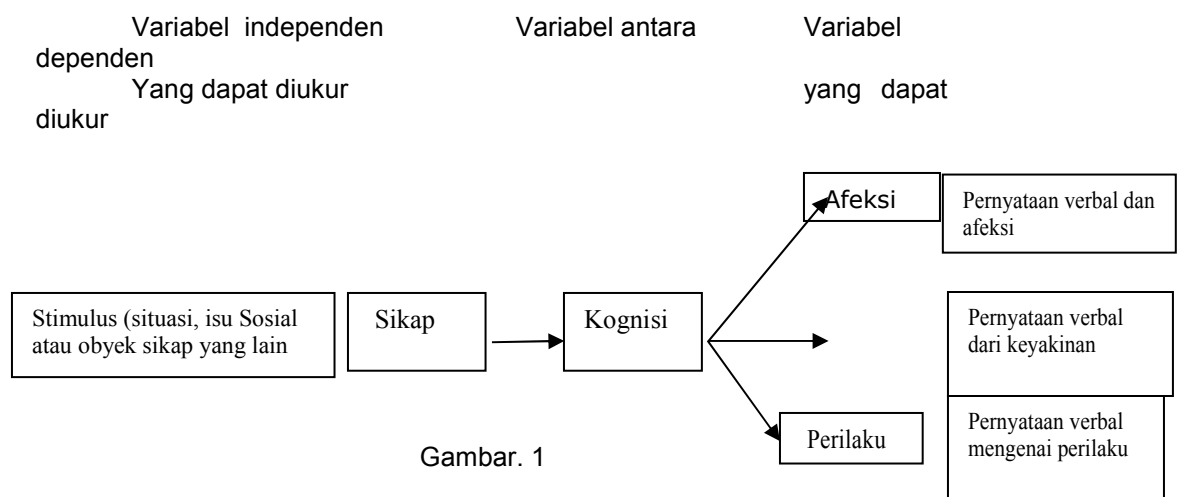 Variabel independen Variabel antara Variabel
dependen
Yang dapat diukur yang dapat
diukur
Afeksi
Pernyataan verbal dan
afeksi
Stimulus (situasi, isu Sosial
atau obyek sikap yang lain
Sikap
Kognisi
Pernyataan verbal
dari keyakinan
Perilaku
Pernyataan verbal
mengenai perilaku
Gambar. 1